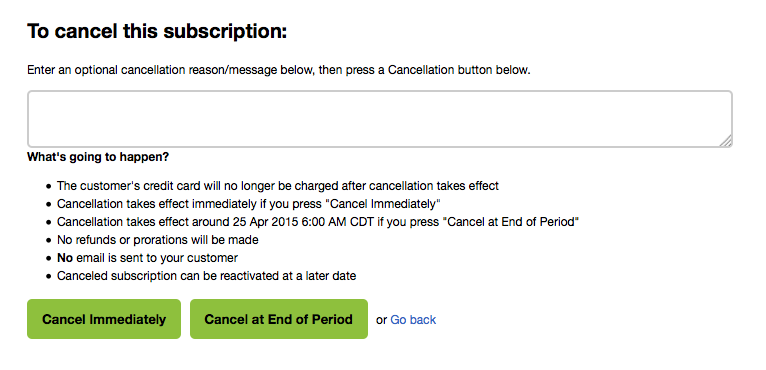 To cancel this subscription:
Enter an optional cancellation reason/message below, then press a Cancellation button below.
What's going to happen?
• The customer's credit card will no longer be charged after cancellation takes effect
• Cancellation takes effect immediately if you press "Cancel Immediately"
• Cancellation takes effect around 25 Apr 2015 6:00 AM CDT if you press "Cancel at End of Period"
• No refunds or prorations will be made
• No email is sent to your customer
• Canceled subscription can be reactivated at a later date
Cancel Immediately Cancel at End of Period or Go back